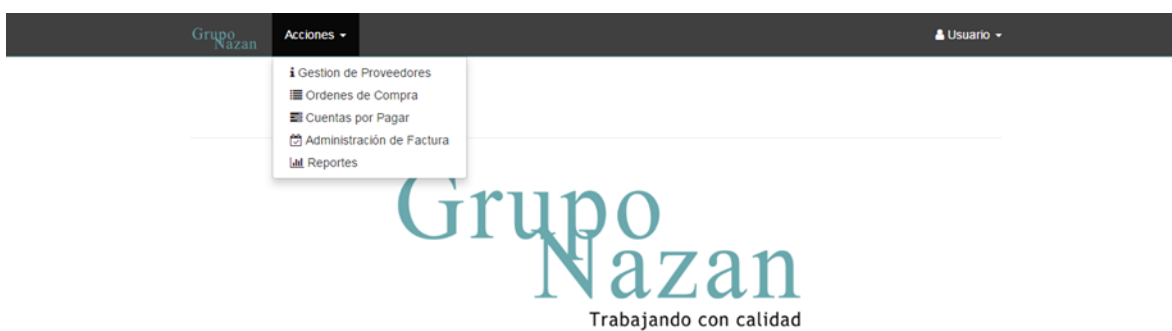 Grupo Nazan
Acciones
Usuario
Gestion de Proveedores
Ordenes de Compra
Cuentas por Pagar
Administración de Factura
Reportes
Grupo
Nazan
Trabajando con calidad